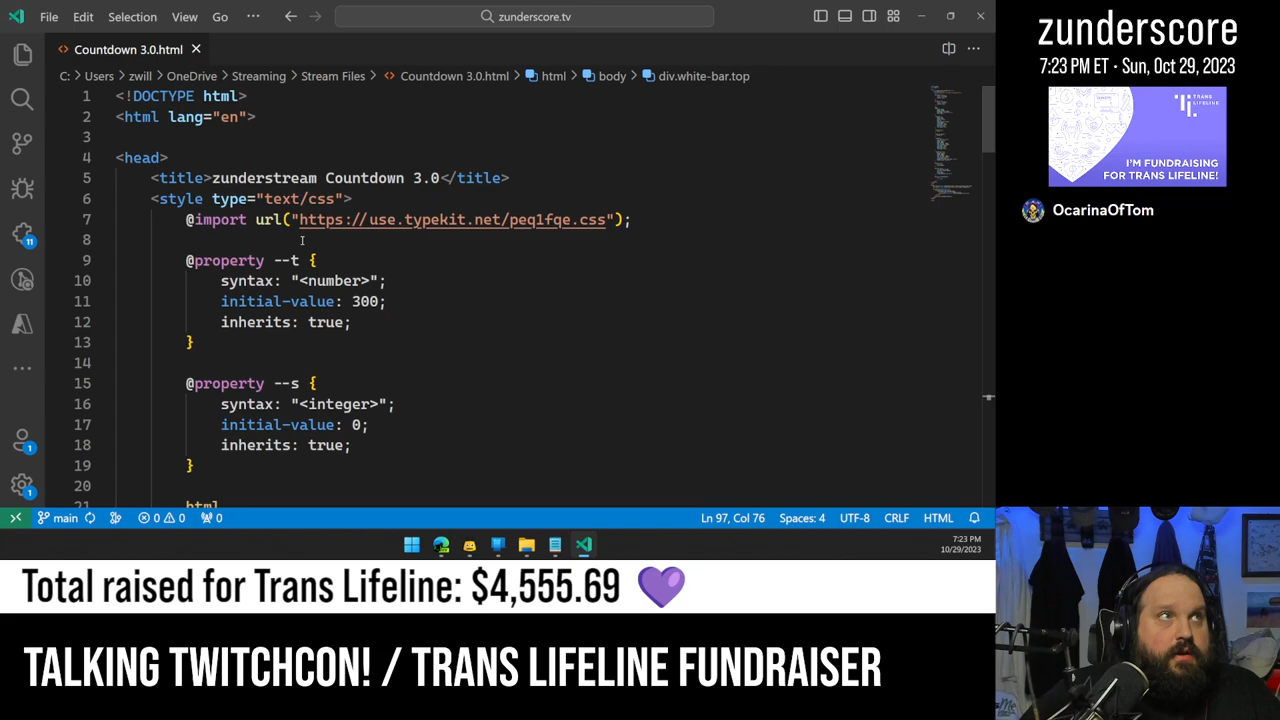 File Edit Selection View Go ···
zunderscore.tv
Countdown 3.0.html
C: > Users > zwill > OneDrive > Streaming > Stream Files > Countdown 3.0.html > html > body > div.white-bar.top
1 <!DOCTYPE html>
2 <html lang="en">
3
4 <head>
5 <title>zunderstream Countdown 3.0</title>
6 <style type="text/css">
7 @import url("https://use.typekit.net/peq1fqe.css");
8
9 @property --t {
10 syntax: "<number>";
11 initial-value: 300;
12 inherits: true;
13 }
14
15 @property --s {
16 syntax: "<integer>";
17 initial-value: 0;
18 inherits: true;
19 }
20
21 html
11
1
1
main 0 0 0 Ln 97, Col 76 Spaces: 4 UTF-8 CRLF HTML
7:23 PM
10/29/2023
zunderscore
7:23 PM ET · Sun, Oct 29, 2023
TRANS
LIFELINE
I'M FUNDRAISING
FOR TRANS LIFELINE!
OcarinaOfTom
Total raised for Trans Lifeline: $4,555.69 💜
TALKING TWITCHCON! / TRANS LIFELINE FUNDRAISER